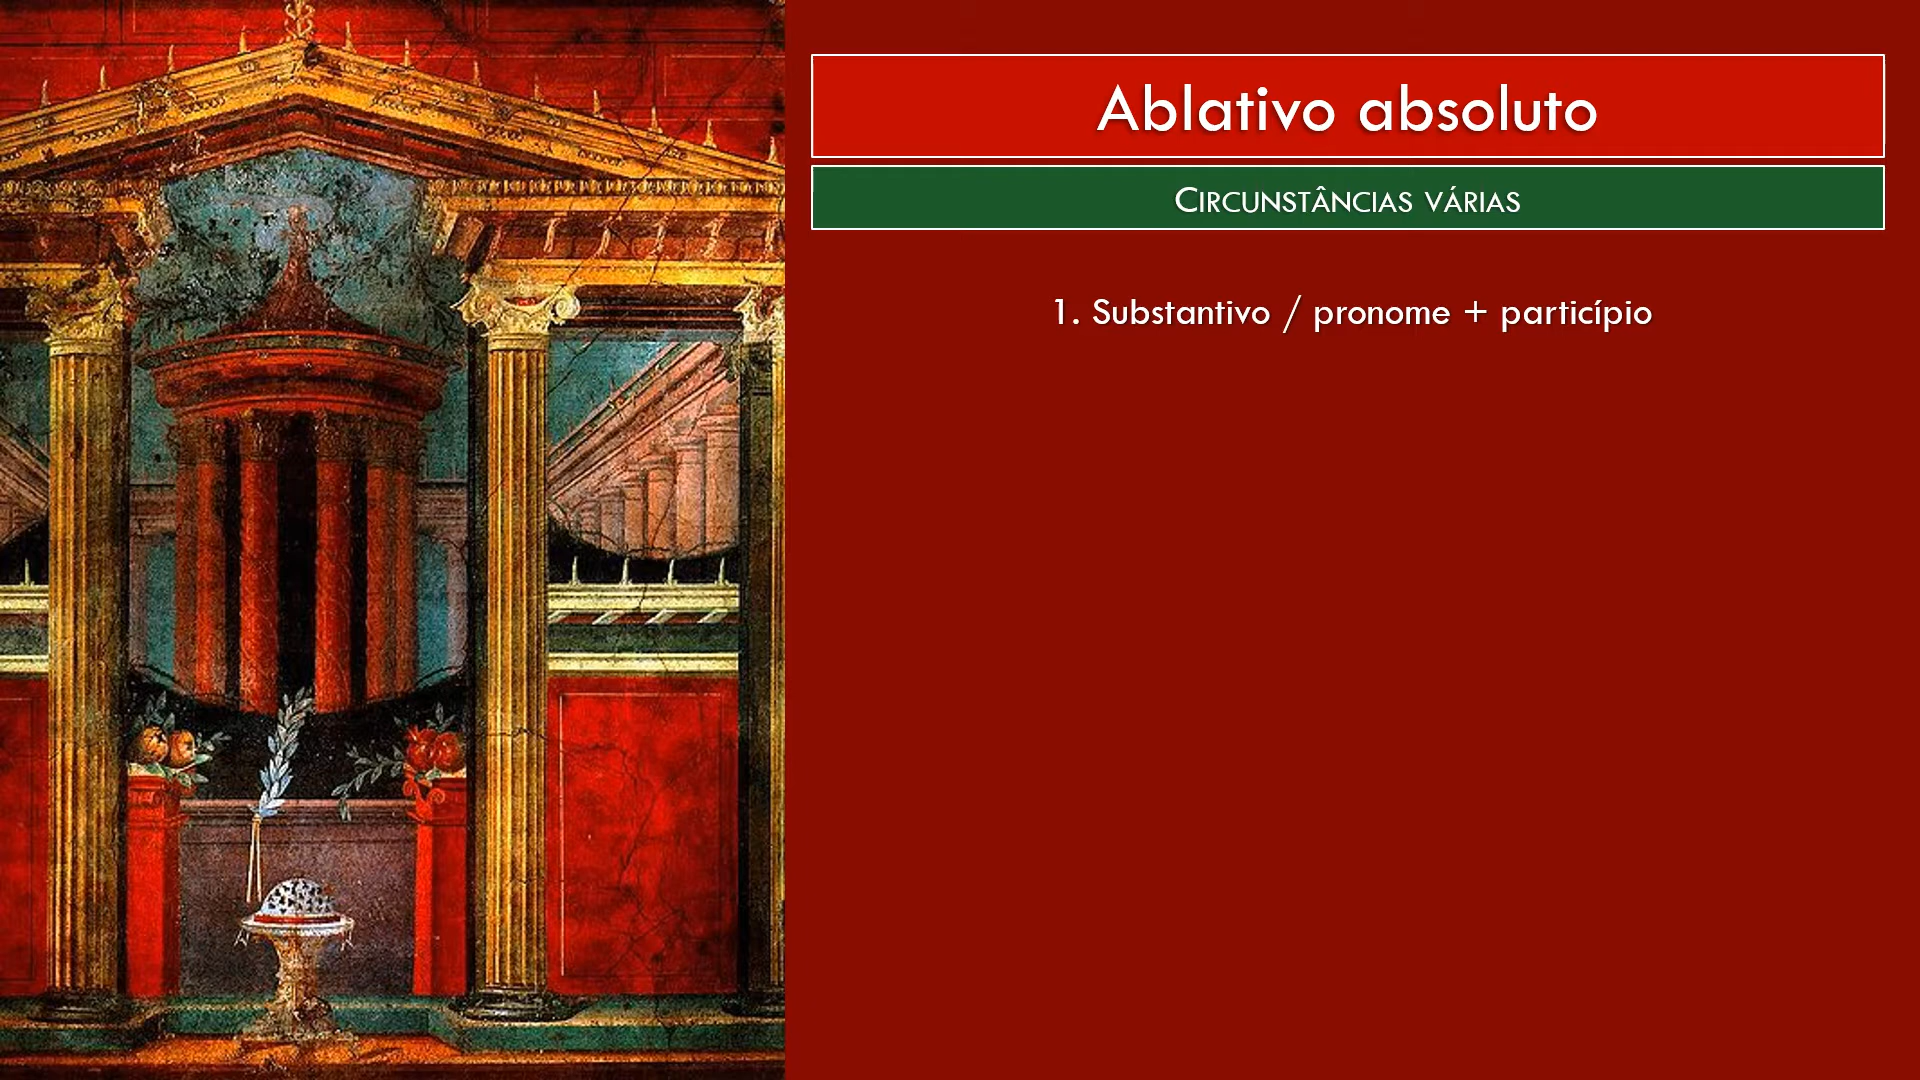 Ablativo absoluto
Circunstâncias várias
1. Substantivo / pronome + particípio